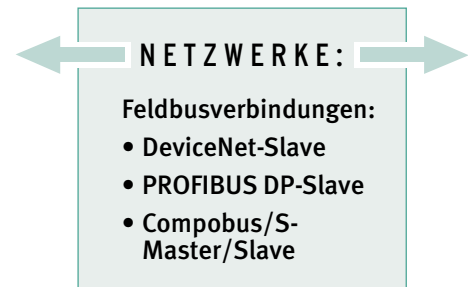 NETZWERKE:
Feldbusverbindungen:
• DeviceNet-Slave
• PROFIBUS DP-Slave
• Compobus/S-
Master/Slave